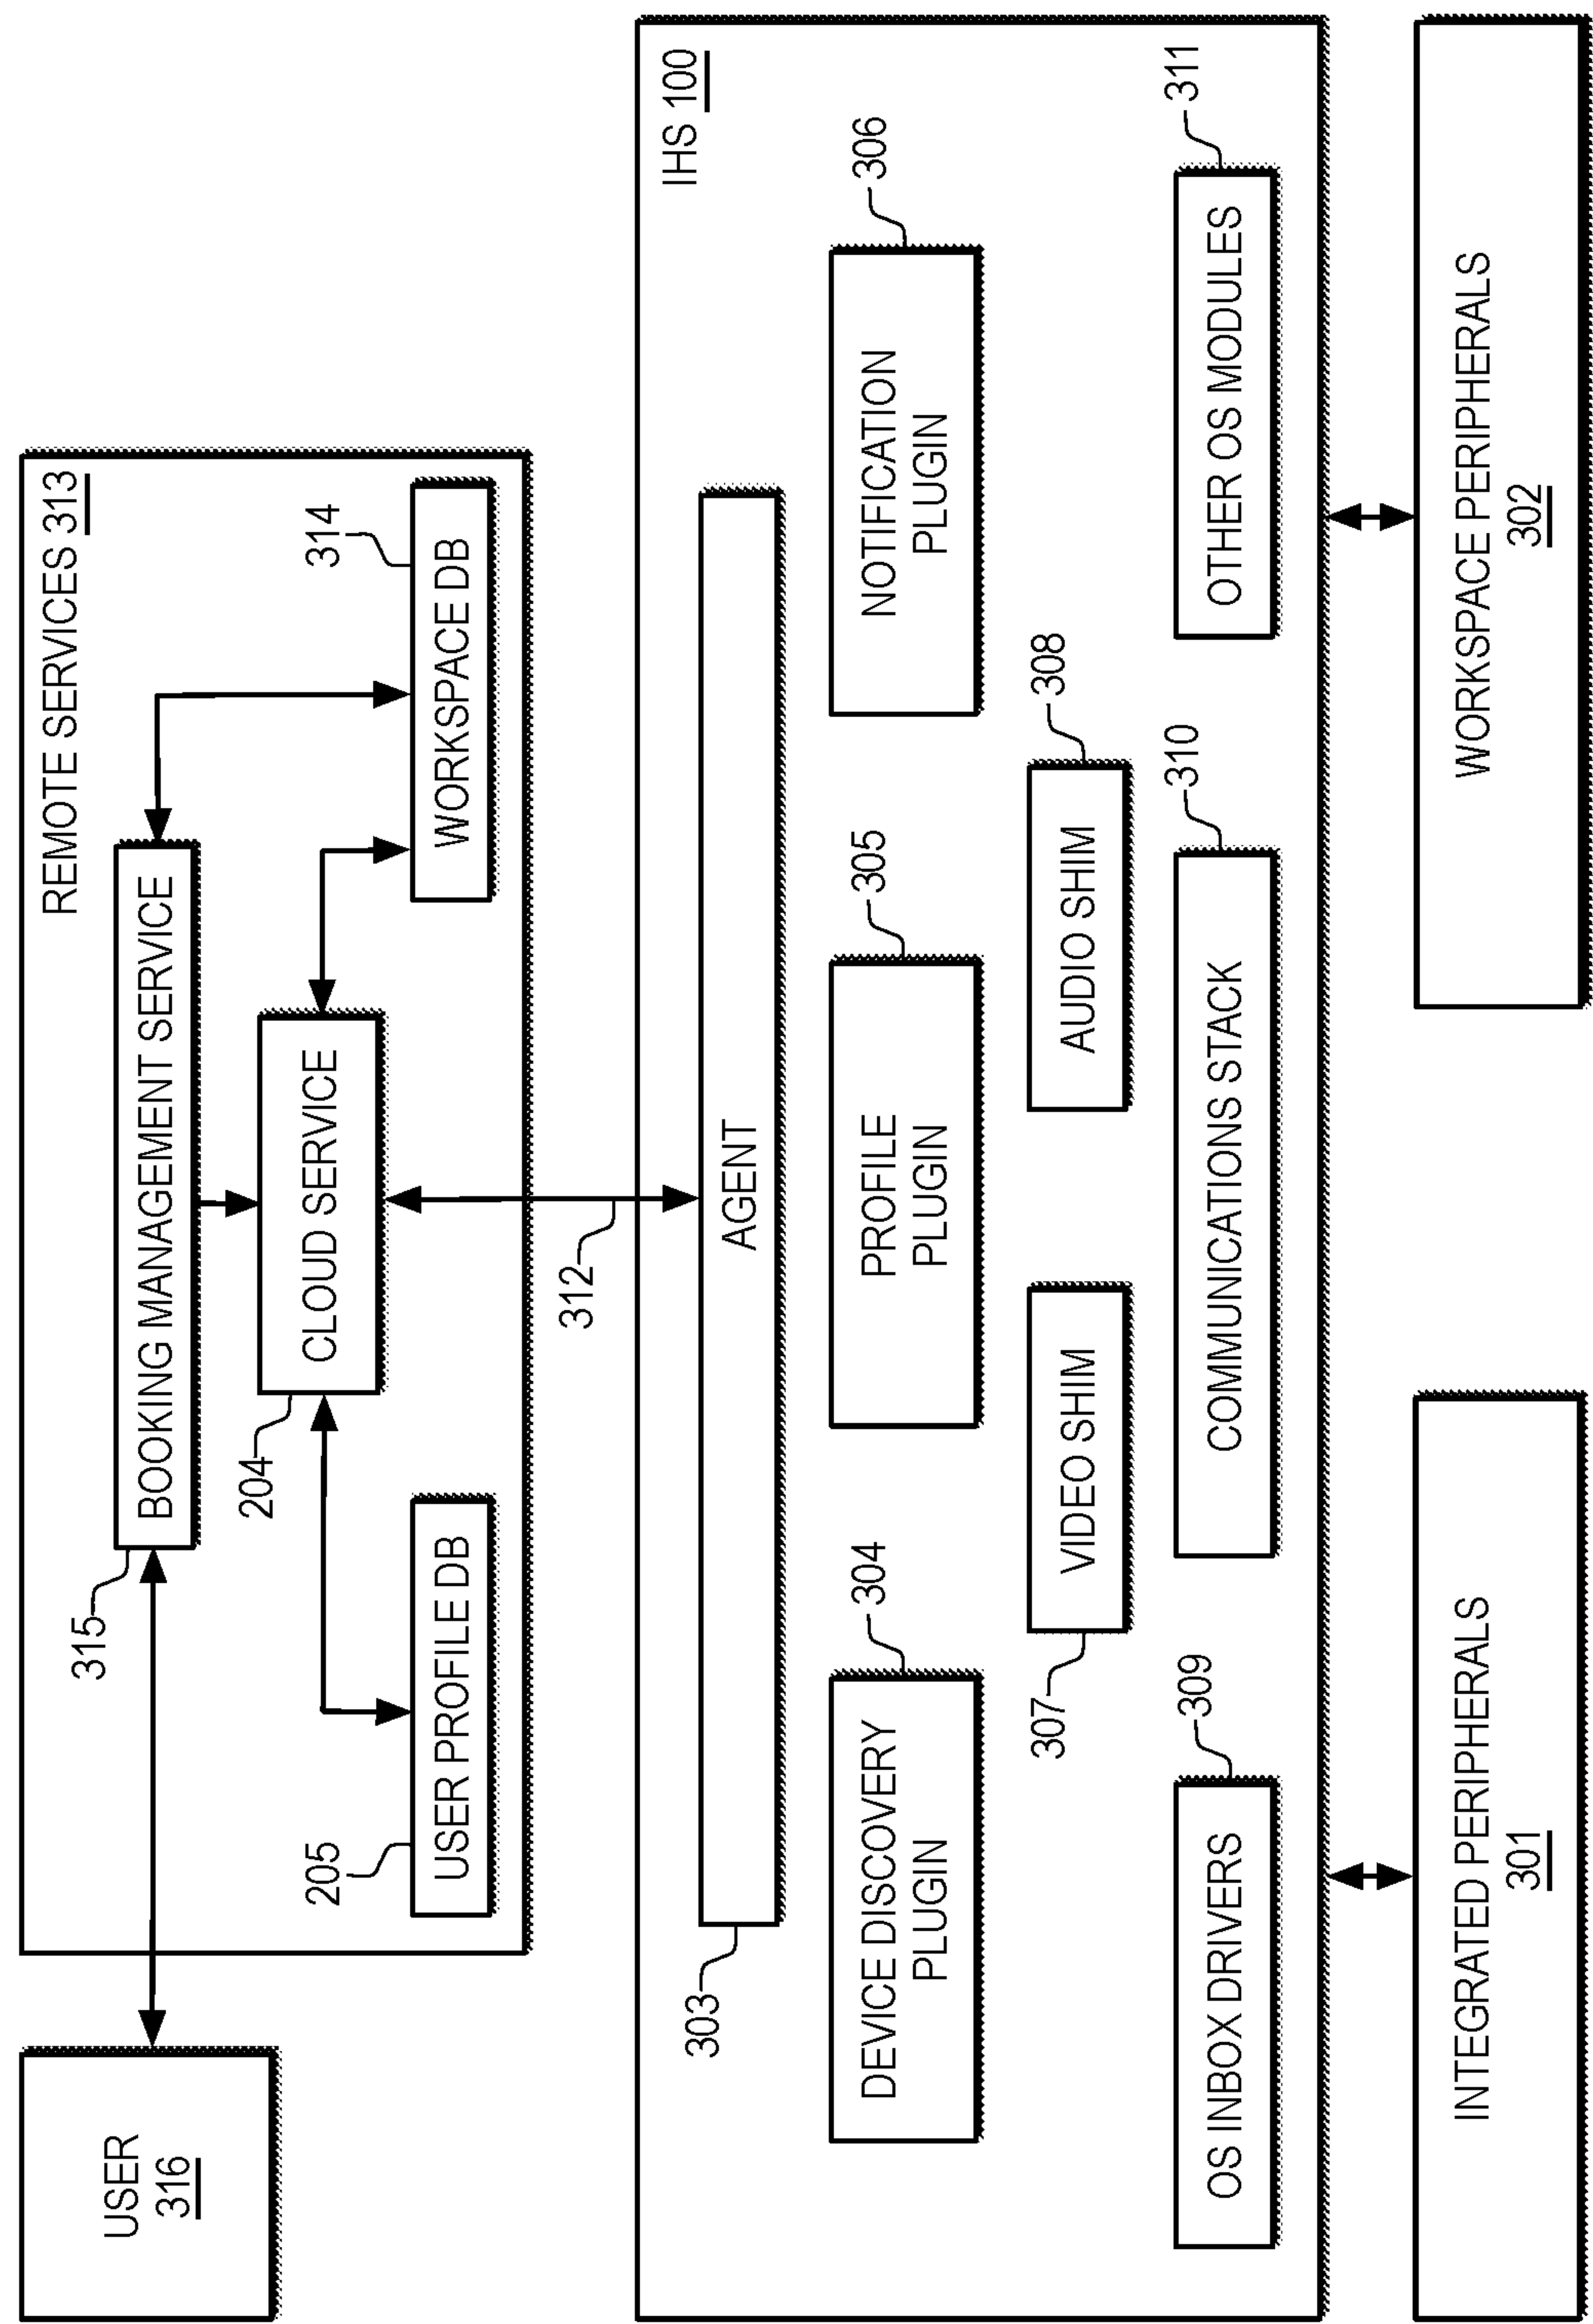 USER
316
REMOTE SERVICES 313
315
BOOKING MANAGEMENT SERVICE
204
CLOUD SERVICE
205
USER PROFILE DB
314
WORKSPACE DB
312
IHS 100
303
AGENT
304
DEVICE DISCOVERY
PLUGIN
305
PROFILE
PLUGIN
306
NOTIFICATION
PLUGIN
307
VIDEO SHIM
308
AUDIO SHIM
309
OS INBOX DRIVERS
310
COMMUNICATIONS STACK
311
OTHER OS MODULES
INTEGRATED PERIPHERALS
301
WORKSPACE PERIPHERALS
302